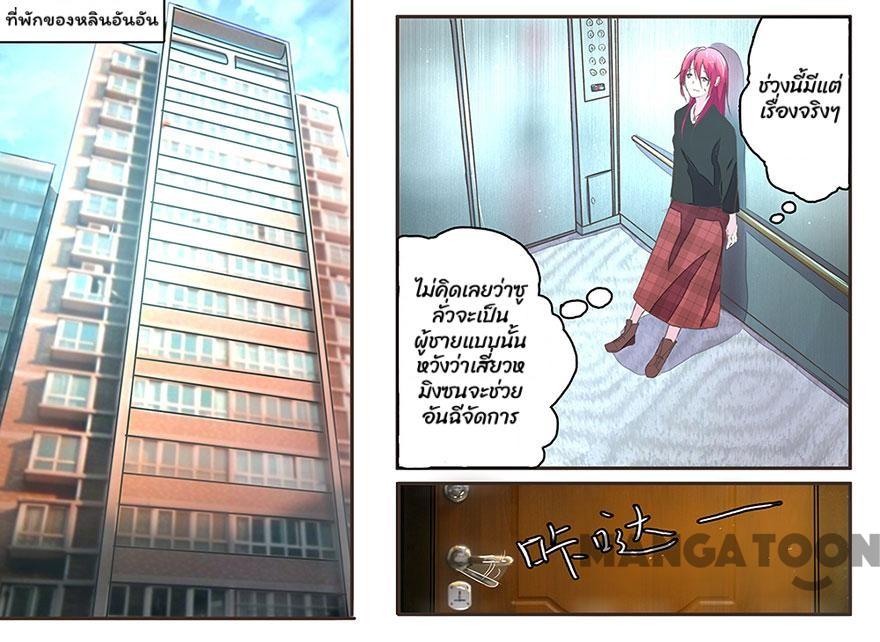 ที่พักของหลินอันอัน
ช่วงนี้มีแต่
เรื่องจริงๆ
ไม่คิดเลยว่าซู
ลั่วจะเป็น
ผู้ชายแบบนั้น
หวังว่าเสี่ยวห
มิงซนจะช่วย
อันฉีจัดการ
咔哒一
MANGATOON